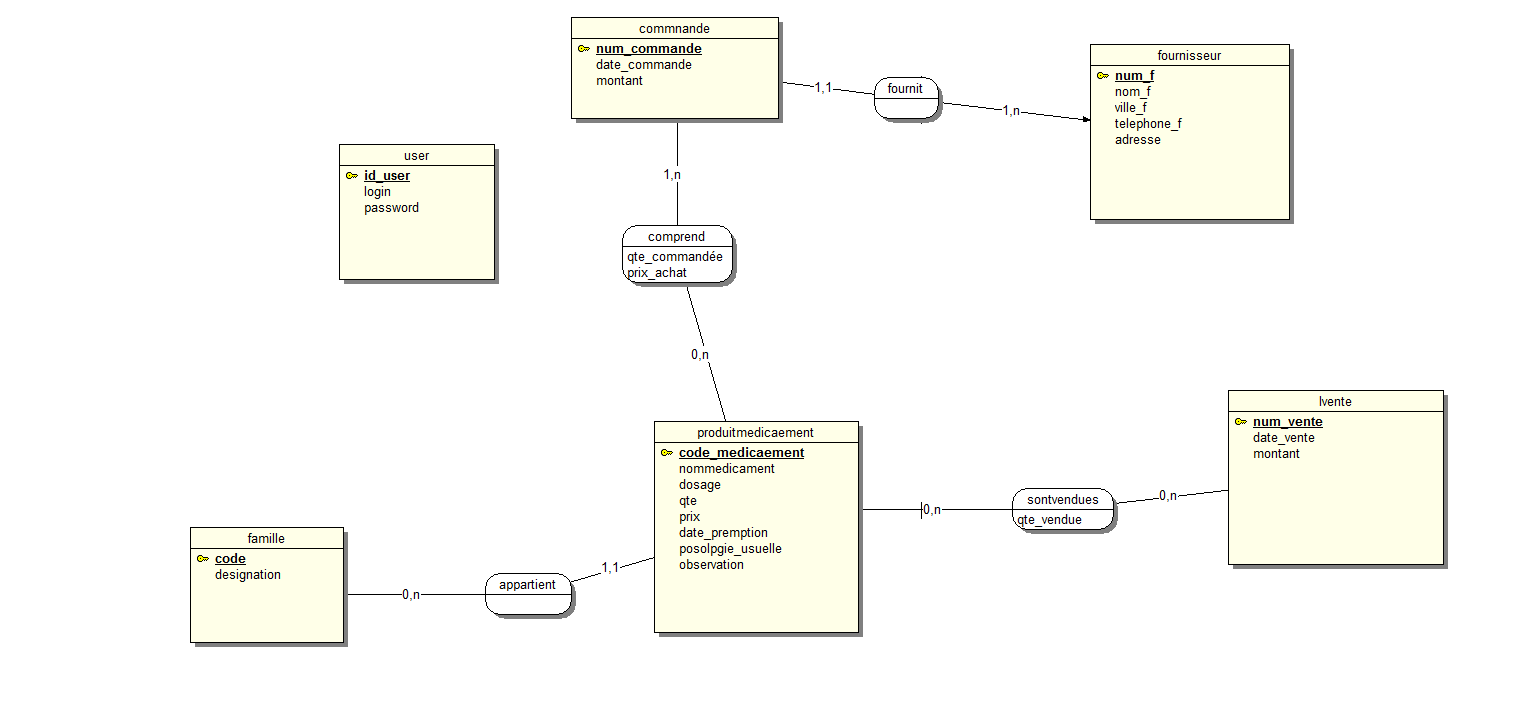 commnande
num_commande
date_commande
montant
1,1
fournit
1,n
fournisseur
num_f
nom_f
ville_f
telephone_f
adresse
user
id_user
login
password
1,n
comprend
qte_commandée
prix_achat
0,n
produitmedicaement
code_medicaement
nommedicament
dosage
qte
prix
date_premption
posolpgie_usuelle
observation
0,n
sontvendues
qte_vendue
0,n
lvente
num_vente
date_vente
montant
famille
code
designation
0,n
appartient
1,1